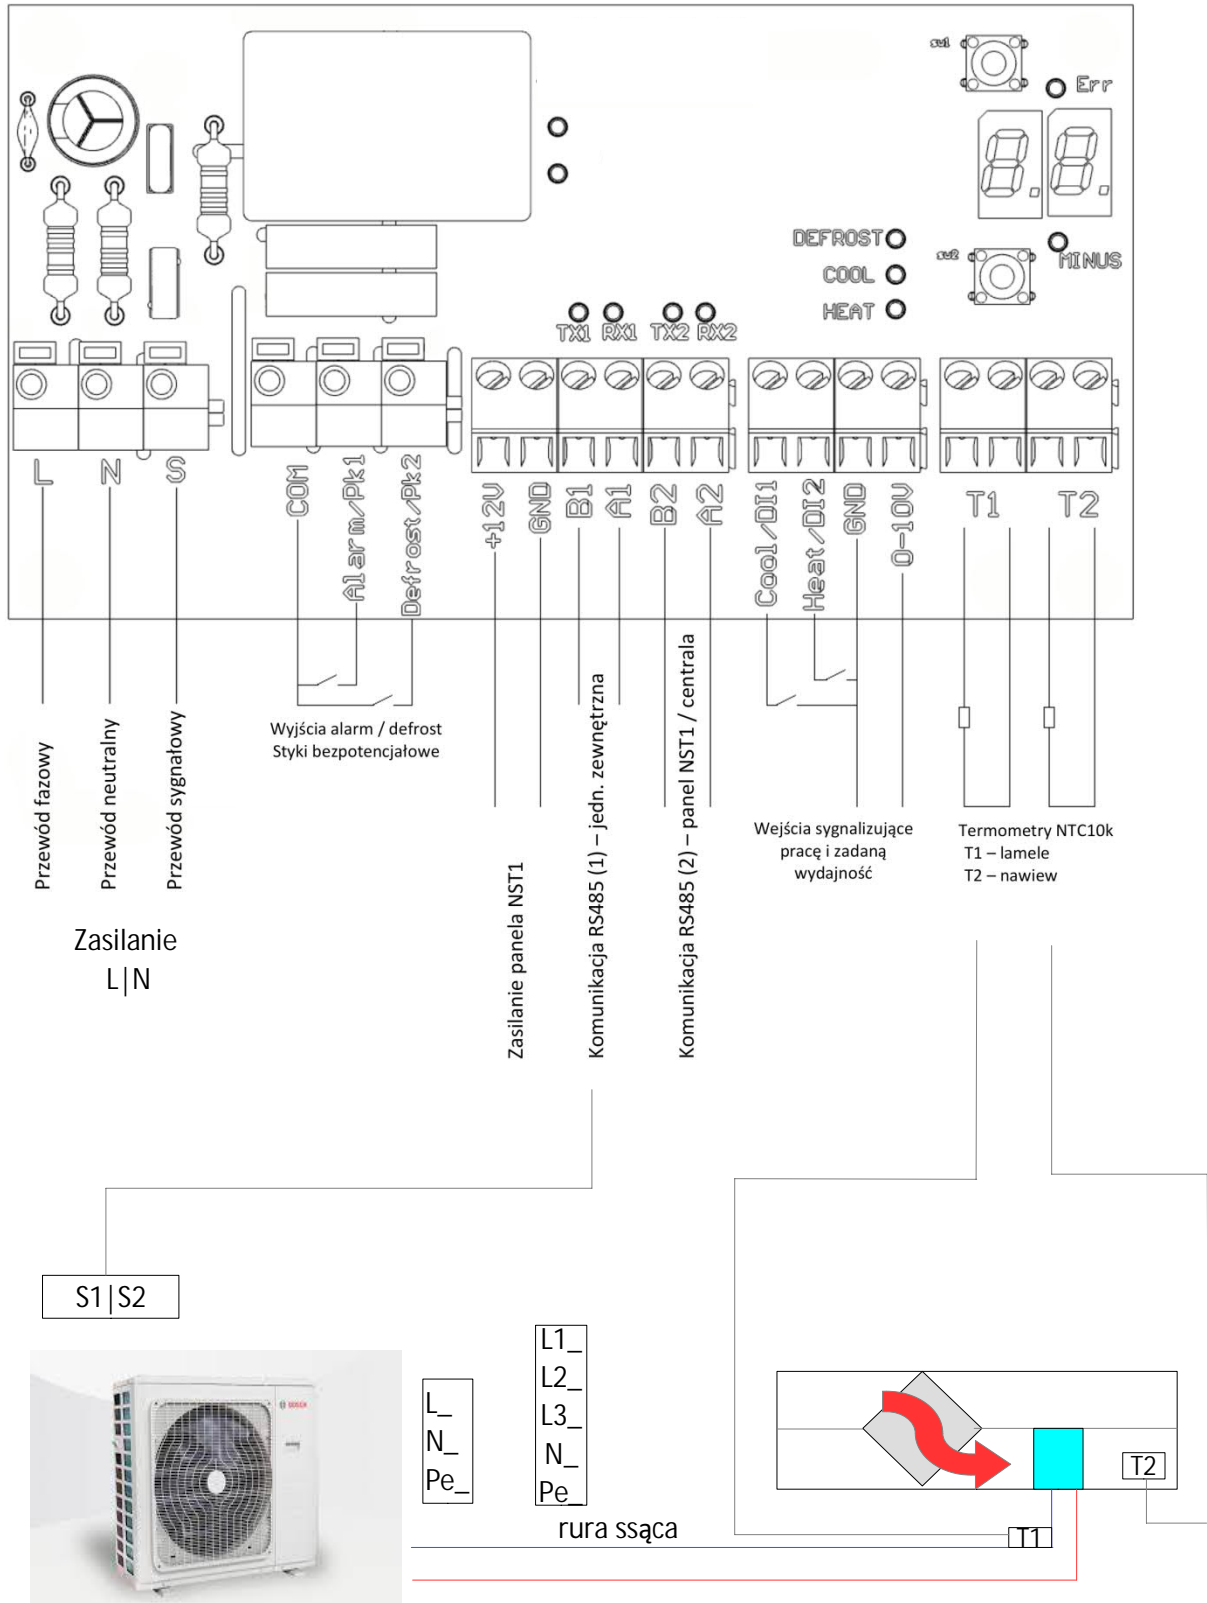 sw1
Err
DEFROST
COOL
HEAT
sw2
MINUS
TX1 RX1 TX2 RX2
L N S
COM
Alarm/Pk1
Defrost/Pk2
+12V
GND
B1
A1
B2
A2
Cool/DI1
Heat/DI2
GND
0-10V
T1 T2
Przewód fazowy
Przewód neutralny
Przewód sygnałowy
Wyjścia alarm / defrost
Styki bezpotencjałowe
Zasilanie panela NST1
Komunikacja RS485 (1) – jedn. zewnętrzna
Komunikacja RS485 (2) – panel NST1 / centrala
Wejścia sygnalizujące
pracę i zadaną
wydajność
Termometry NTC10k
T1 – lamele
T2 – nawiew
Zasilanie
L|N
S1|S2
BOSCH
L_
N_
Pe_
L1_
L2_
L3_
N_
Pe_
rura ssąca
T1
T2